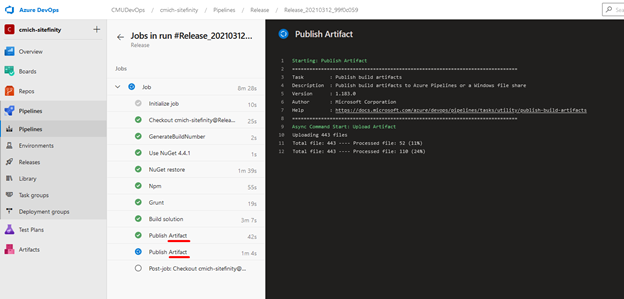 Azure DevOps
CMUDevOps / cmich-sitefinity / Pipelines / Release / Release_20210312_99f0c059
cmich-sitefinity
Overview
Boards
Repos
Pipelines
Pipelines
Environments
Releases
Library
Task groups
Deployment groups
Test Plans
Artifacts
Jobs in run #Release_20210312...
Release
Jobs
Job 8m 28s
Initialize job 10s
Checkout cmich-sitefinity@Relea... 25s
GenerateBuildNumber 2s
Use NuGet 4.4.1 1s
NuGet restore 1m 39s
Npm 55s
Grunt 19s
Build solution 3m 7s
Publish Artifact 42s
Publish Artifact 1m 4s
Post-job: Checkout cmich-sitefinity@...
Publish Artifact
1 Starting: Publish Artifact
2 ==============================================================================
3 Task : Publish build artifacts
4 Description : Publish build artifacts to Azure Pipelines or a Windows file share
5 Version : 1.183.0
6 Author : Microsoft Corporation
7 Help : https://docs.microsoft.com/azure/devops/pipelines/tasks/utility/publish-build-artifacts
8 ==============================================================================
9 Async Command Start: Upload Artifact
10 Uploading 443 files
11 Total file: 443 ---- Processed file: 52 (11%)
12 Total file: 443 ---- Processed file: 110 (24%)